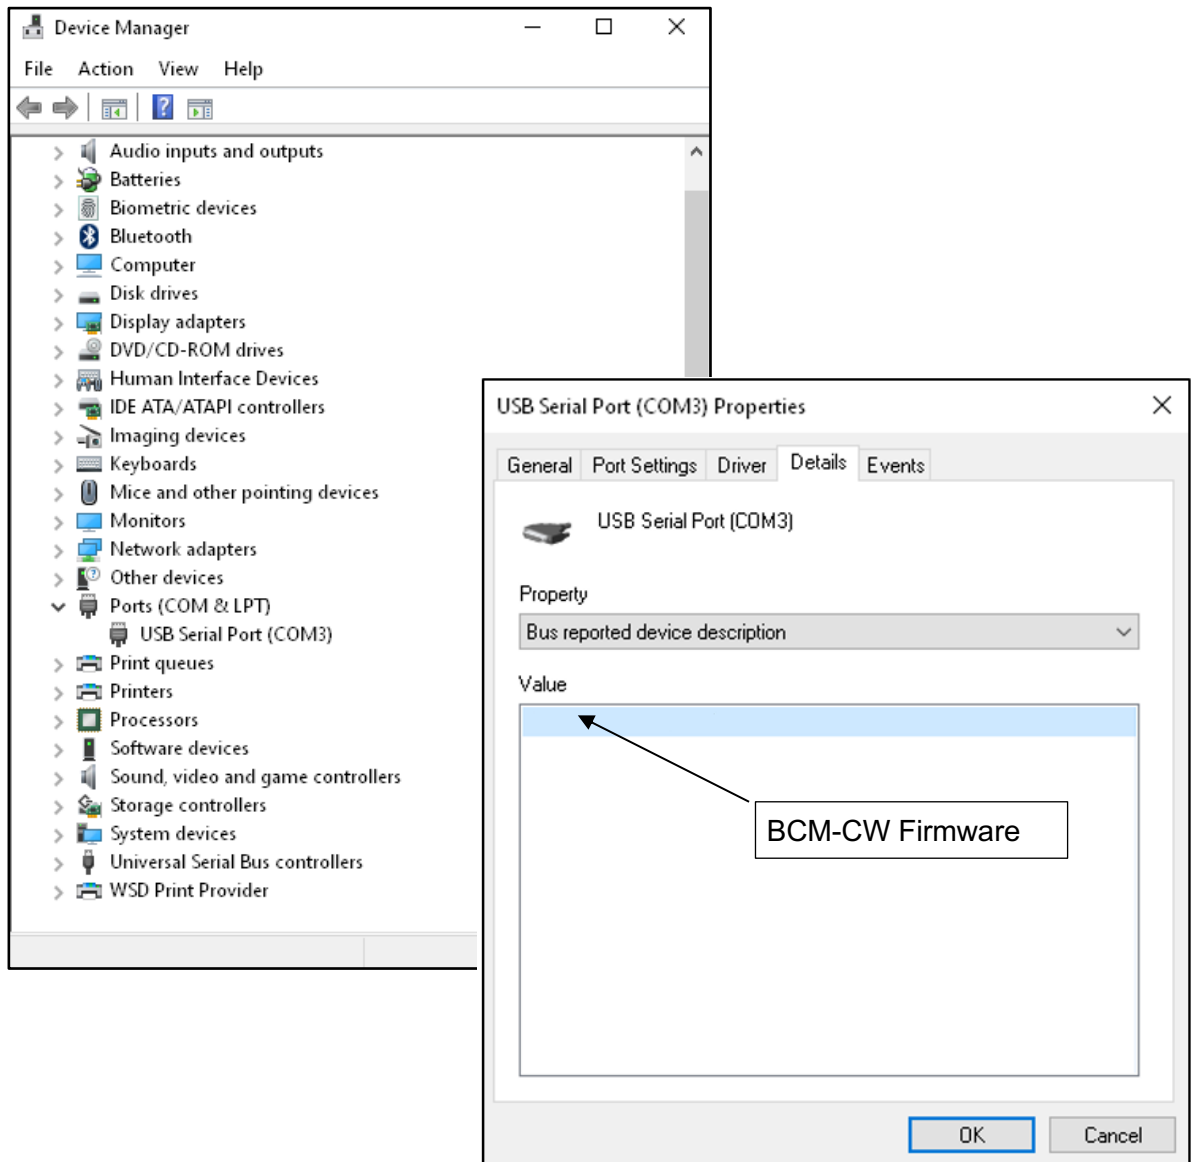 Device Manager
File Action View Help
Audio inputs and outputs
Batteries
Biometric devices
Bluetooth
Computer
Disk drives
Display adapters
DVD/CD-ROM drives
Human Interface Devices
IDE ATA/ATAPI controllers
Imaging devices
Keyboards
Mice and other pointing devices
Monitors
Network adapters
Other devices
Ports (COM & LPT)
USB Serial Port (COM3)
Print queues
Printers
Processors
Software devices
Sound, video and game controllers
Storage controllers
System devices
Universal Serial Bus controllers
WSD Print Provider
USB Serial Port (COM3) Properties
General Port Settings Driver Details Events
USB Serial Port (COM3)
Property
Bus reported device description
Value
BCM-CW Firmware
OK Cancel